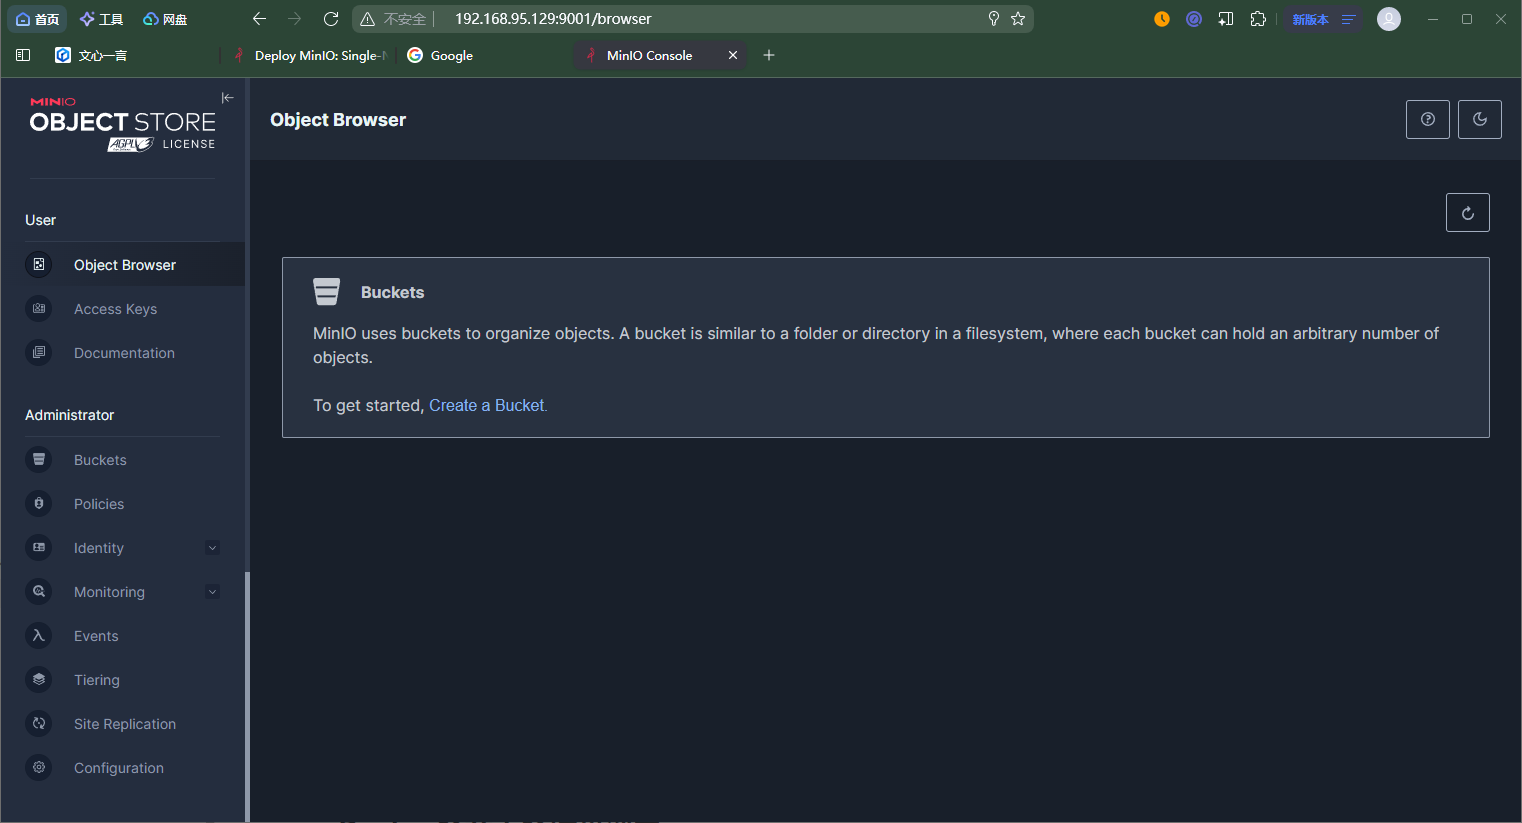 首页
工具
网盘
不安全
192.168.95.129:9001/browser
新版本
文心一言
Deploy MinIO: Single-
Google
MinIO Console
MINIO
OBJECT STORE
AGPLv3 LICENSE
Object Browser
User
Object Browser
Access Keys
Documentation
Administrator
Buckets
Policies
Identity
Monitoring
Events
Tiering
Site Replication
Configuration
Buckets
MinIO uses buckets to organize objects. A bucket is similar to a folder or directory in a filesystem, where each bucket can hold an arbitrary number of
objects.
To get started, Create a Bucket.